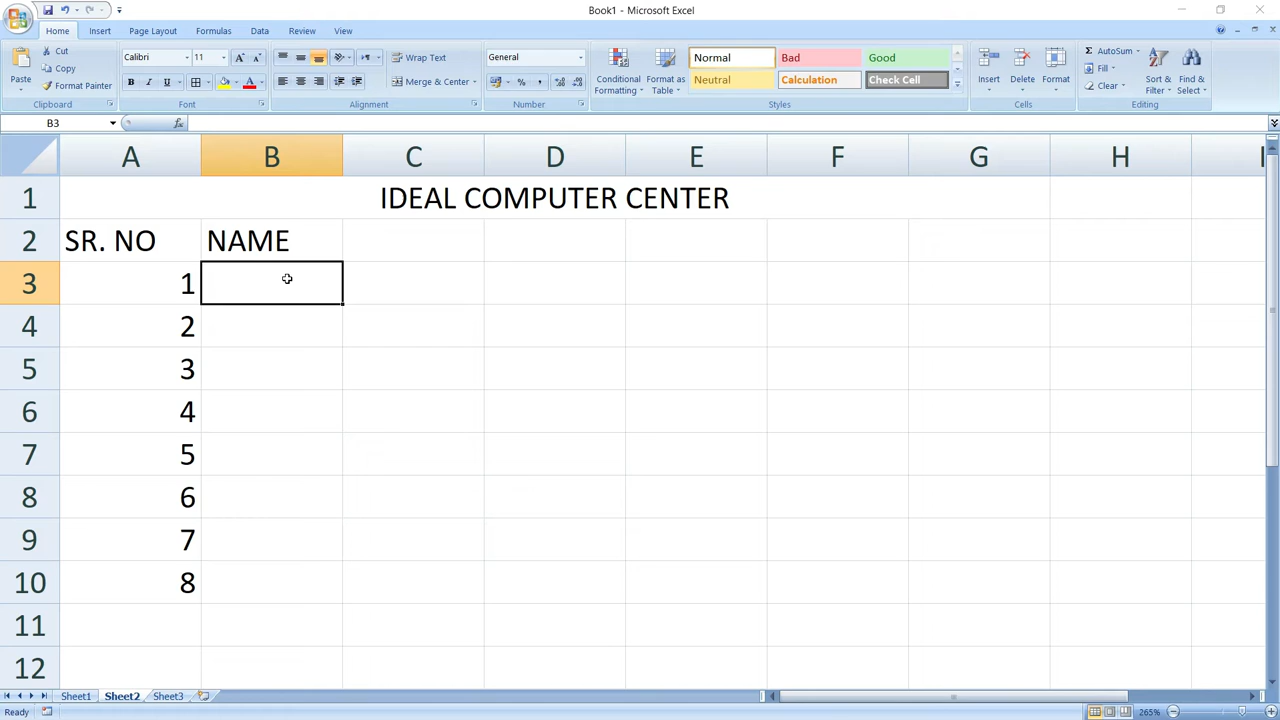 Book1 - Microsoft Excel
Home Insert Page Layout Formulas Data Review View
Paste
Cut
Copy
Format Painter
Clipboard
Calibri 11
B I U
Font
Wrap Text
Merge & Center
Alignment
General
Number
Conditional Formatting
Format as Table
Normal Bad Good
Neutral Calculation Check Cell
Styles
Insert Delete Format
Cells
AutoSum
Fill
Clear
Sort & Filter
Find & Select
Editing
B3 fx
A B C D E F G H I
1 IDEAL COMPUTER CENTER
2 SR. NO NAME
3 1
4 2
5 3
6 4
7 5
8 6
9 7
10 8
11
12
Sheet1 Sheet2 Sheet3
Ready 265%